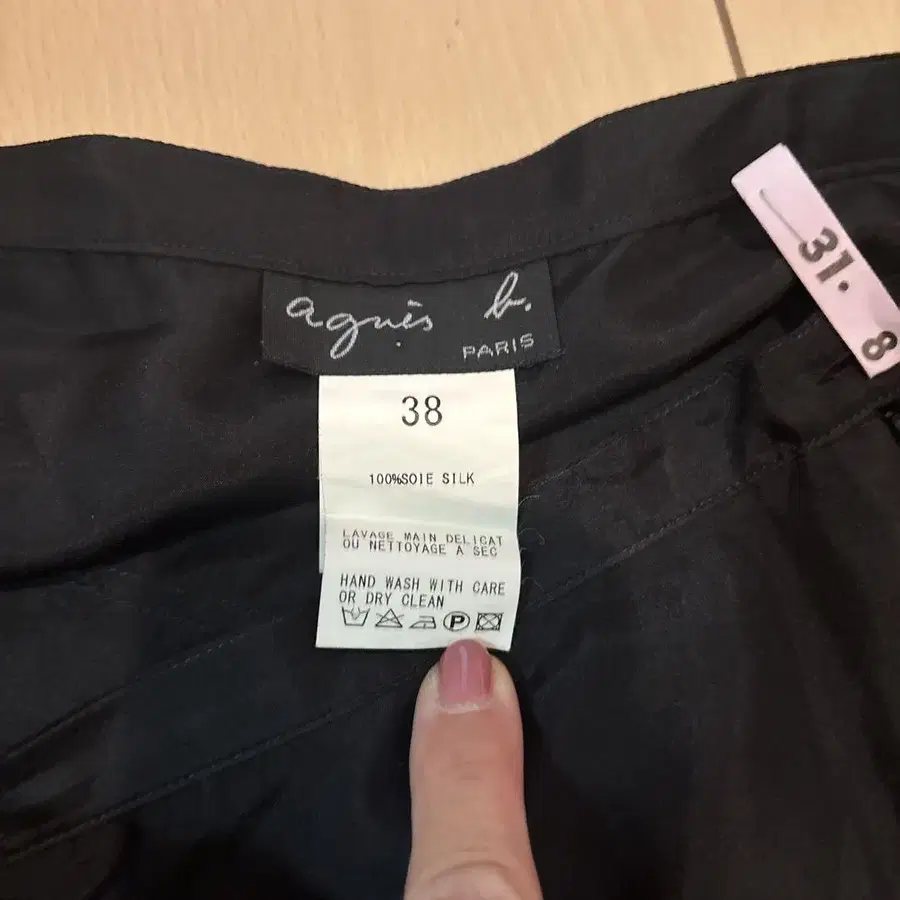 agnès b.
PARIS
38
100%SOIE SILK
LAVAGE MAIN DELICAT
OU NETTOYAGE A SEC
HAND WASH WITH CARE
OR DRY CLEAN
P
31.
8